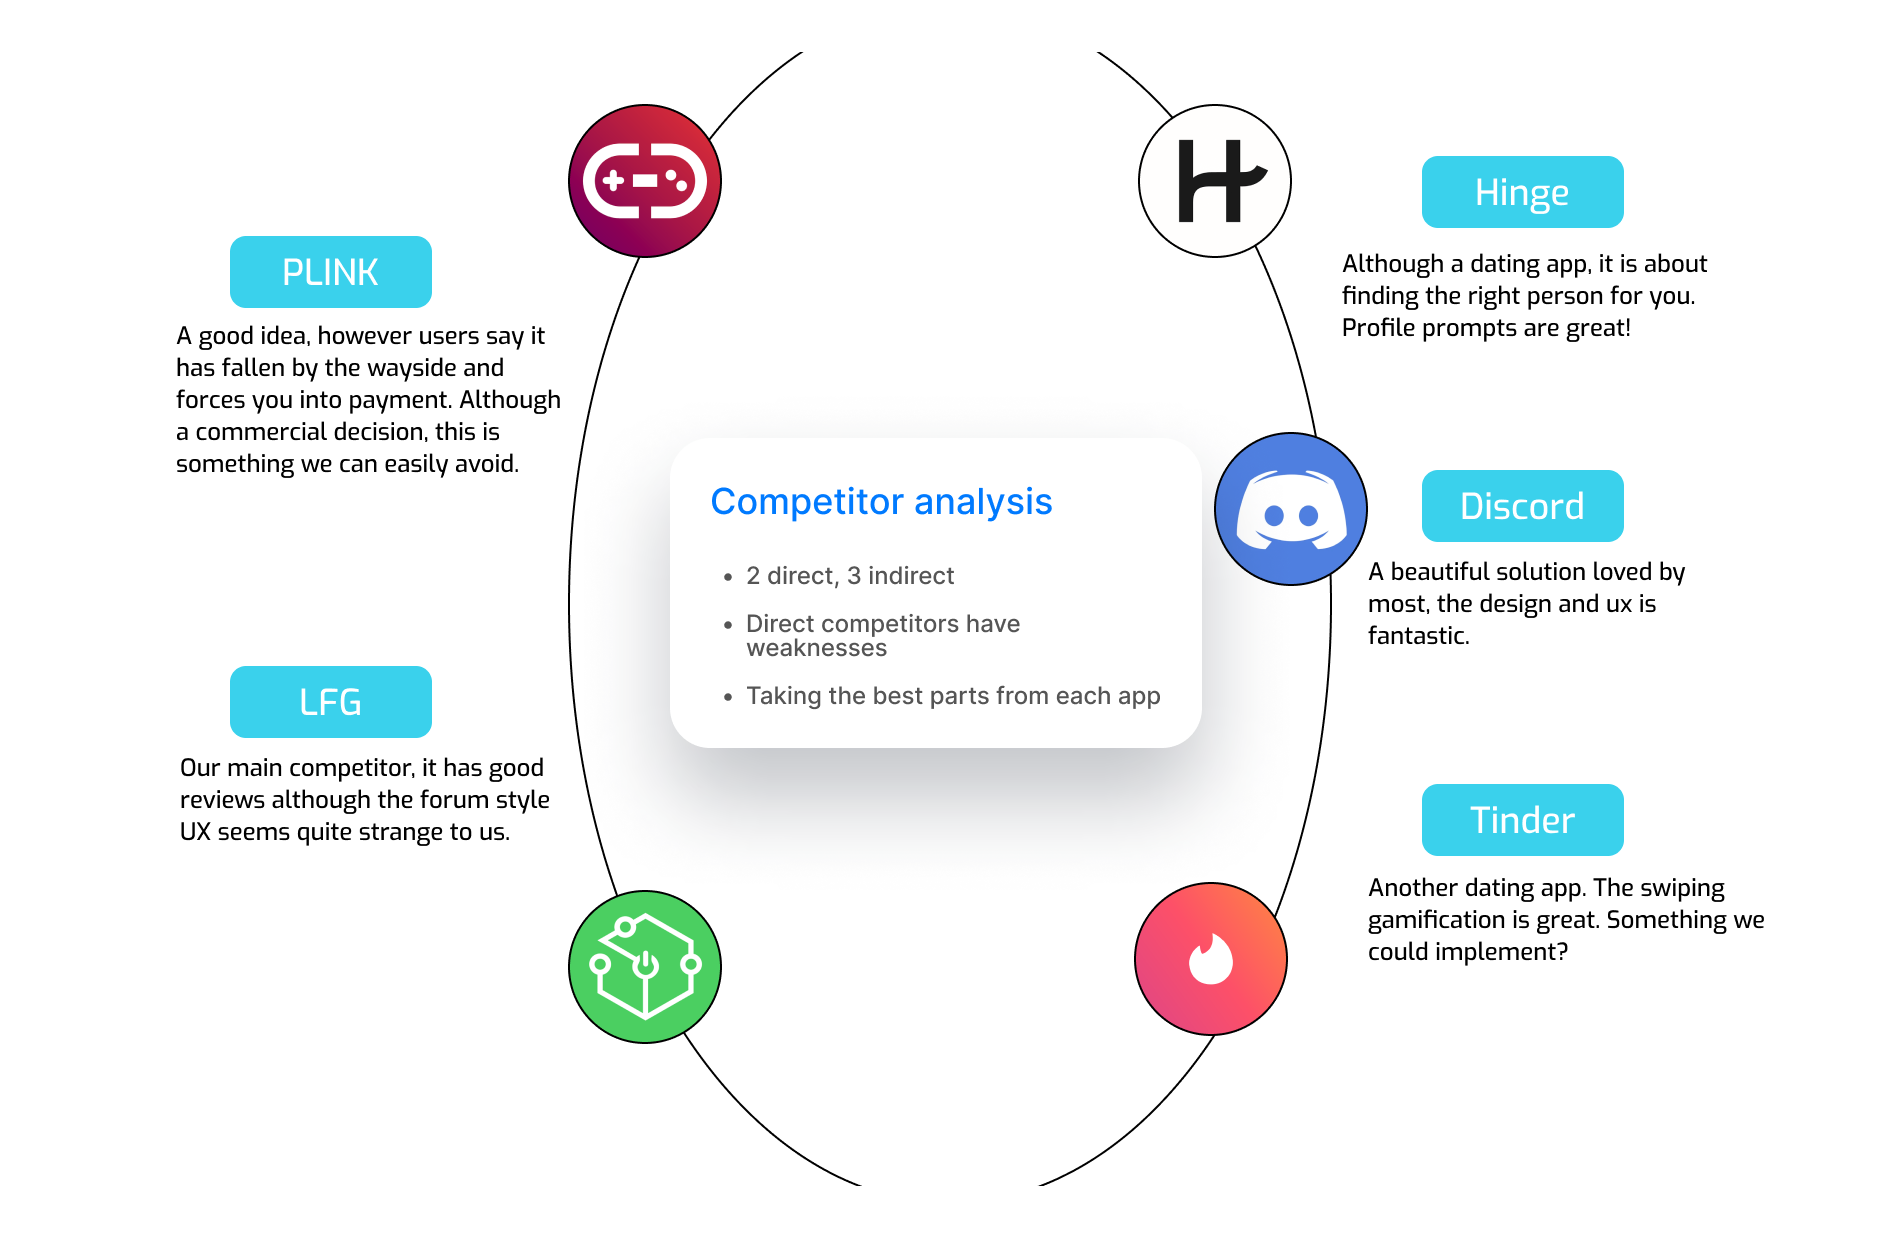 PLINK
A good idea, however users say it
has fallen by the wayside and
forces you into payment. Although
a commercial decision, this is
something we can easily avoid.
LFG
Our main competitor, it has good
reviews although the forum style
UX seems quite strange to us.
Competitor analysis
• 2 direct, 3 indirect
• Direct competitors have
weaknesses
• Taking the best parts from each app
H
Hinge
Although a dating app, it is about
finding the right person for you.
Profile prompts are great!
Discord
A beautiful solution loved by
most, the design and ux is
fantastic.
Tinder
Another dating app. The swiping
gamification is great. Something we
could implement?